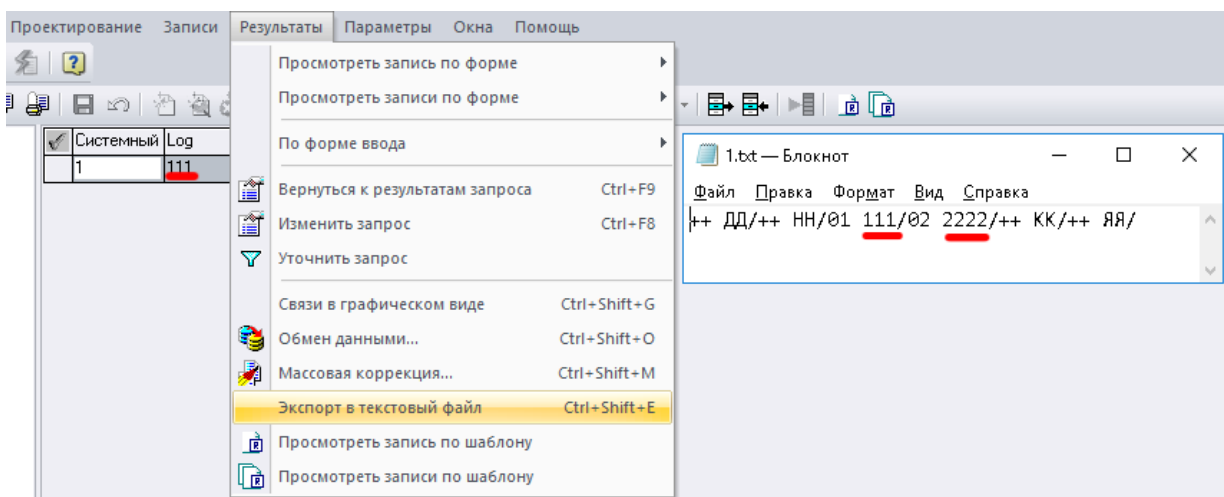 Проектирование Записи Результаты Параметры Окна Помощь
Просмотреть запись по форме
Просмотреть записи по форме
По форме ввода
Вернуться к результатам запроса Ctrl+F9
Изменить запрос Ctrl+F8
Уточнить запрос
Связи в графическом виде Ctrl+Shift+G
Обмен данными... Ctrl+Shift+O
Массовая коррекция... Ctrl+Shift+M
Экспорт в текстовый файл Ctrl+Shift+E
Просмотреть запись по шаблону
Просмотреть записи по шаблону
Системный Log
1 111
1.txt — Блокнот
Файл Правка Формат Вид Справка
++ ДД/++ НН/01 111/02 2222/++ КК/++ ЯЯ/